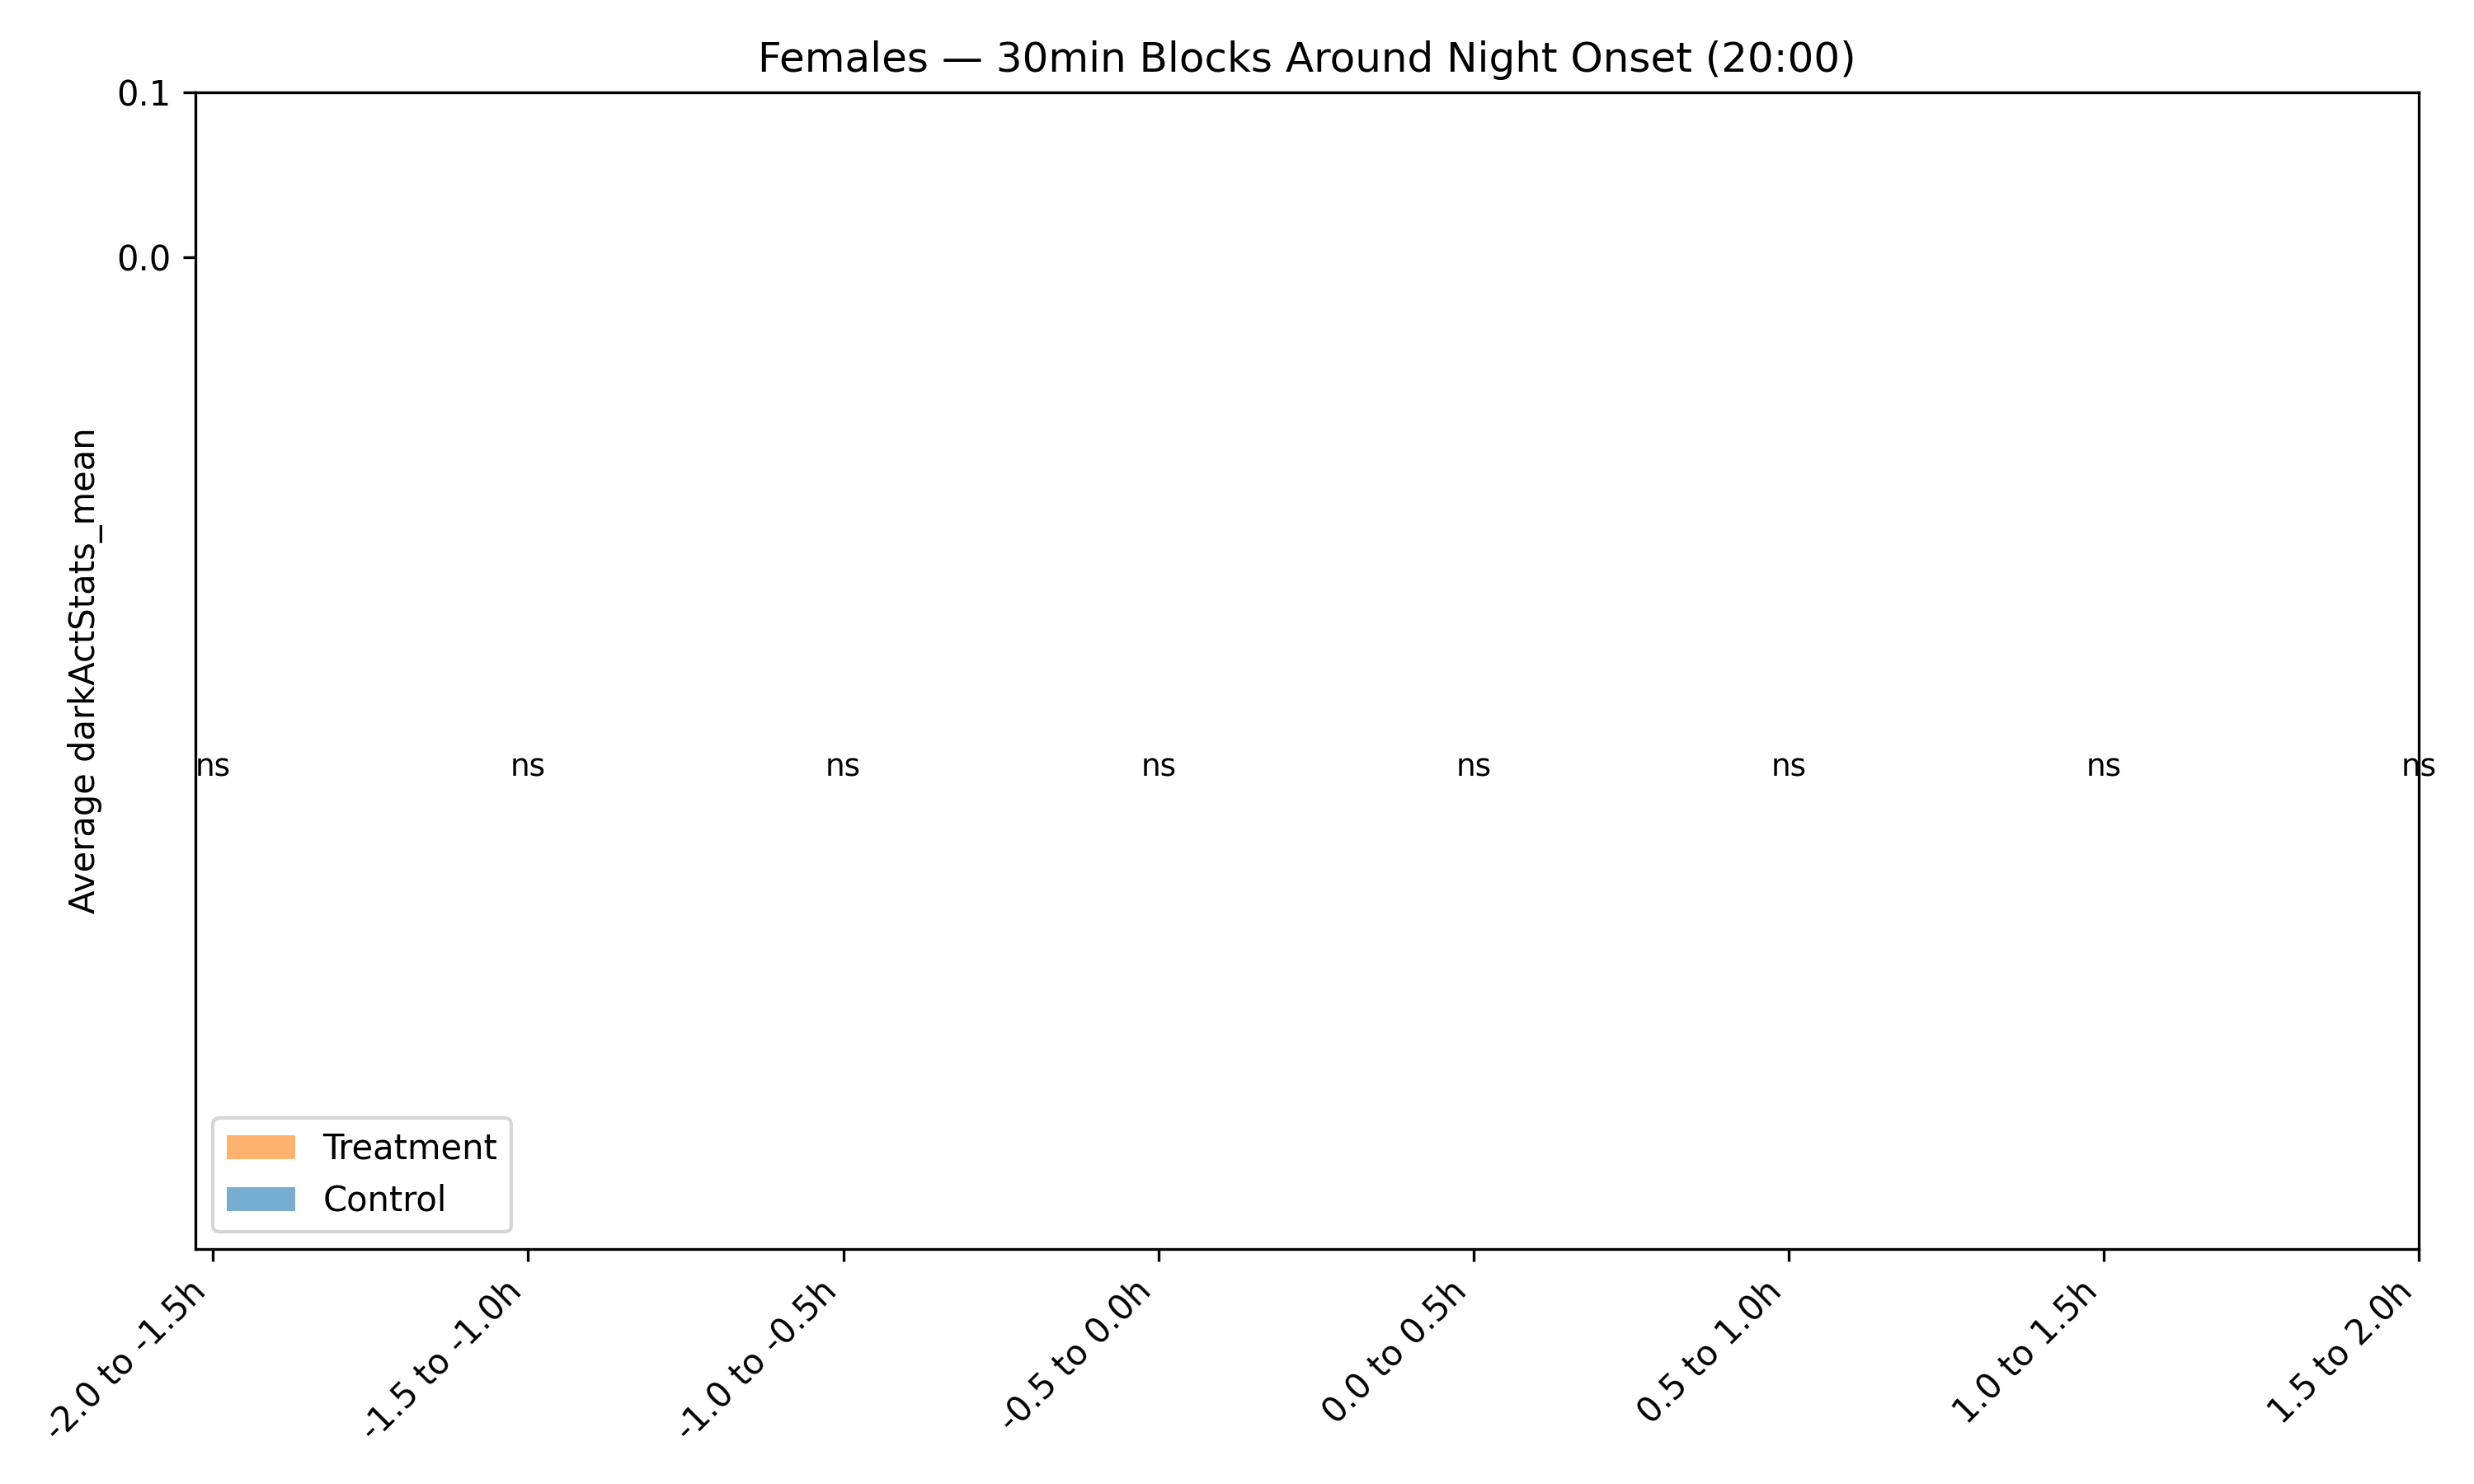 Females — 30min Blocks Around Night Onset (20:00)
0.1
0.0
Average darkActStats_mean
ns ns ns ns ns ns ns ns
Treatment
Control
-2.0 to -1.5h
-1.5 to -1.0h
-1.0 to -0.5h
-0.5 to 0.0h
0.0 to 0.5h
0.5 to 1.0h
1.0 to 1.5h
1.5 to 2.0h